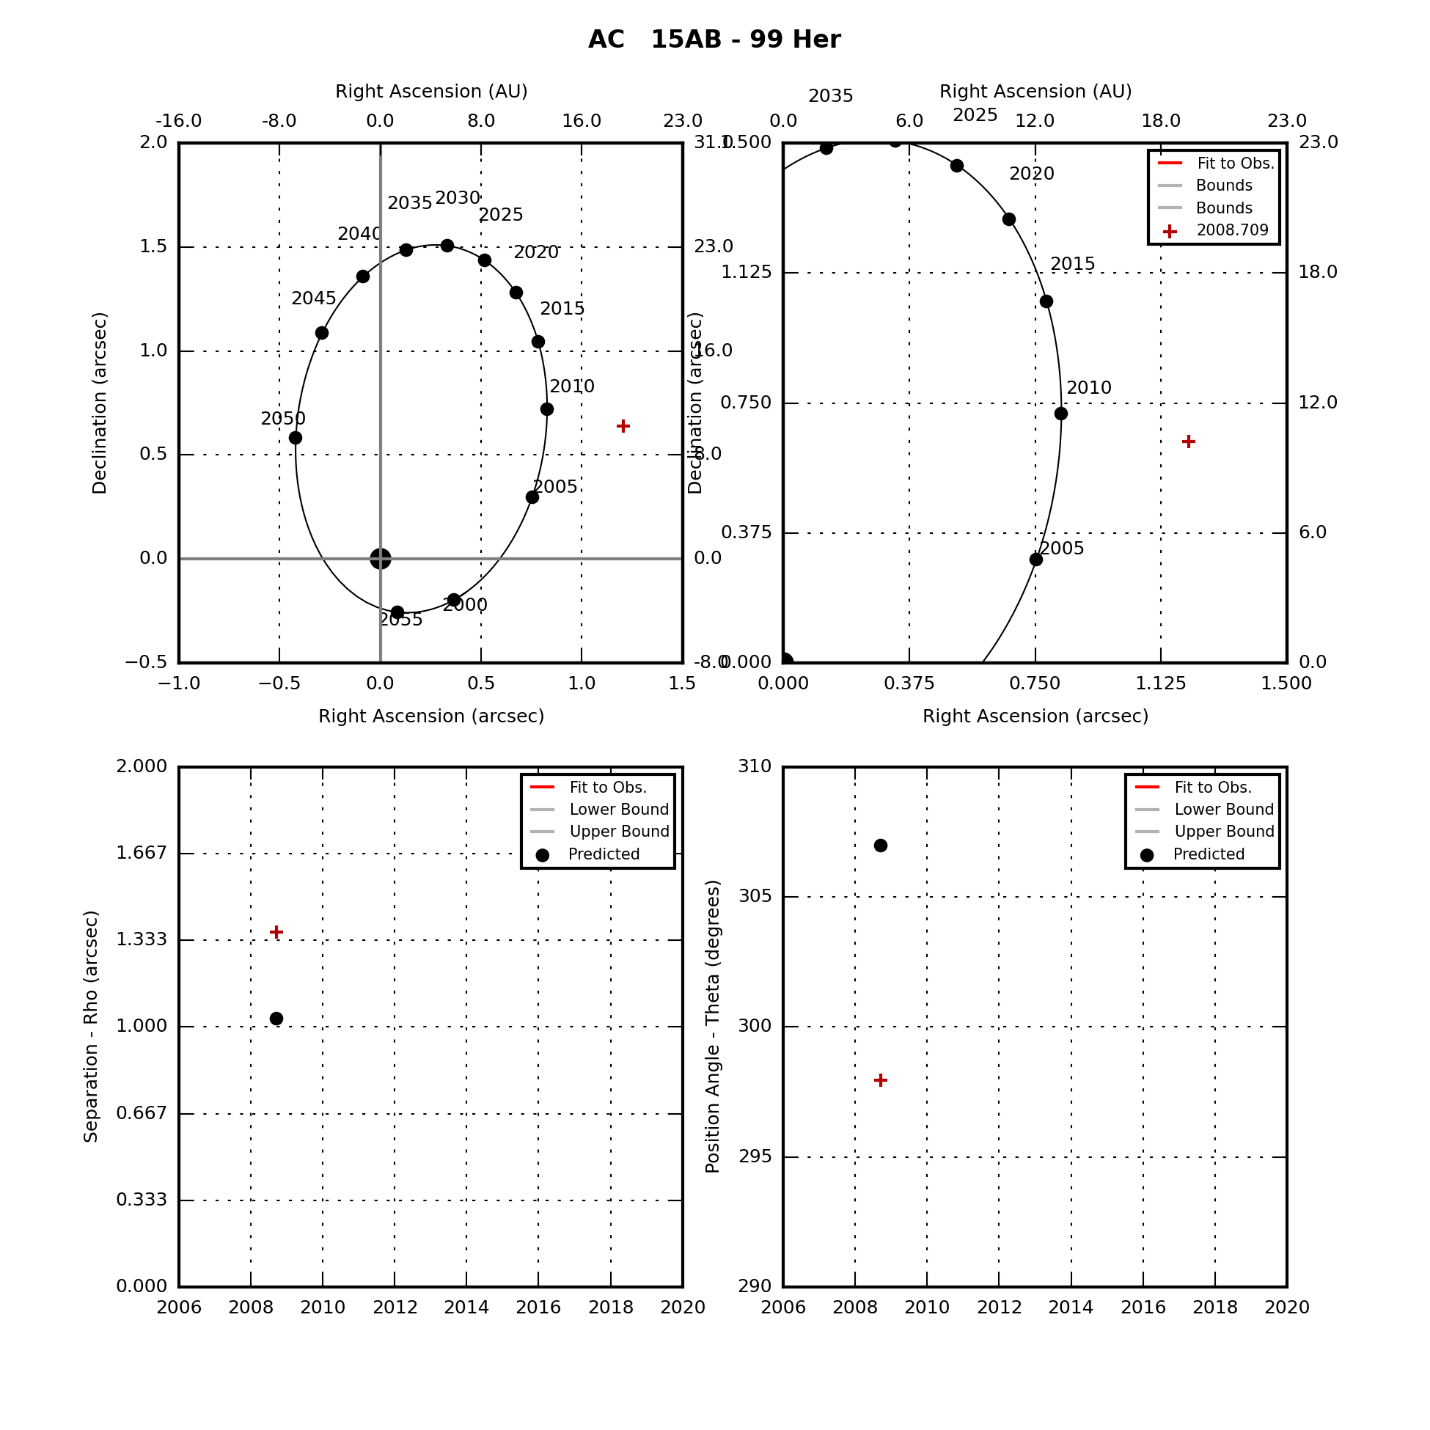 AC   15AB - 99 Her
Right Ascension (AU)
-16.0 -8.0 0.0 8.0 16.0 23.0
2.0
1.5
1.0
0.5
0.0
−0.5
Declination (arcsec)
31.0
23.0
16.0
8.0
0.0
-8.0
2035
2030
2025
2040
2020
2045
2015
2010
2050
2005
2000
2055
−1.0 −0.5 0.0 0.5 1.0 1.5
Right Ascension (arcsec)
2035
Right Ascension (AU)
2025
0.0 6.0 12.0 18.0 23.0
1.500
1.125
0.750
0.375
0.000
Declination (arcsec)
23.0
18.0
12.0
6.0
0.0
Fit to Obs.
Bounds
Bounds
2008.709
2020
2015
2010
2005
0.000 0.375 0.750 1.125 1.500
Right Ascension (arcsec)
2.000
1.667
1.333
1.000
0.667
0.333
0.000
Separation - Rho (arcsec)
Fit to Obs.
Lower Bound
Upper Bound
Predicted
2006 2008 2010 2012 2014 2016 2018 2020
310
305
300
295
290
Position Angle - Theta (degrees)
Fit to Obs.
Lower Bound
Upper Bound
Predicted
2006 2008 2010 2012 2014 2016 2018 2020